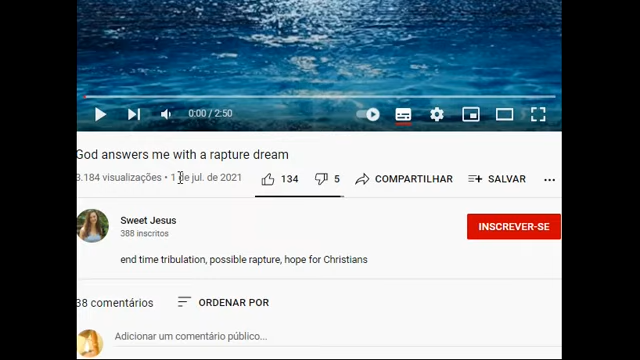 0:00 / 2:50
God answers me with a rapture dream
3.184 visualizações • 1 de jul. de 2021
134
5
COMPARTILHAR
SALVAR
Sweet Jesus
388 inscritos
INSCREVER-SE
end time tribulation, possible rapture, hope for Christians
38 comentários
ORDENAR POR
Adicionar um comentário público...